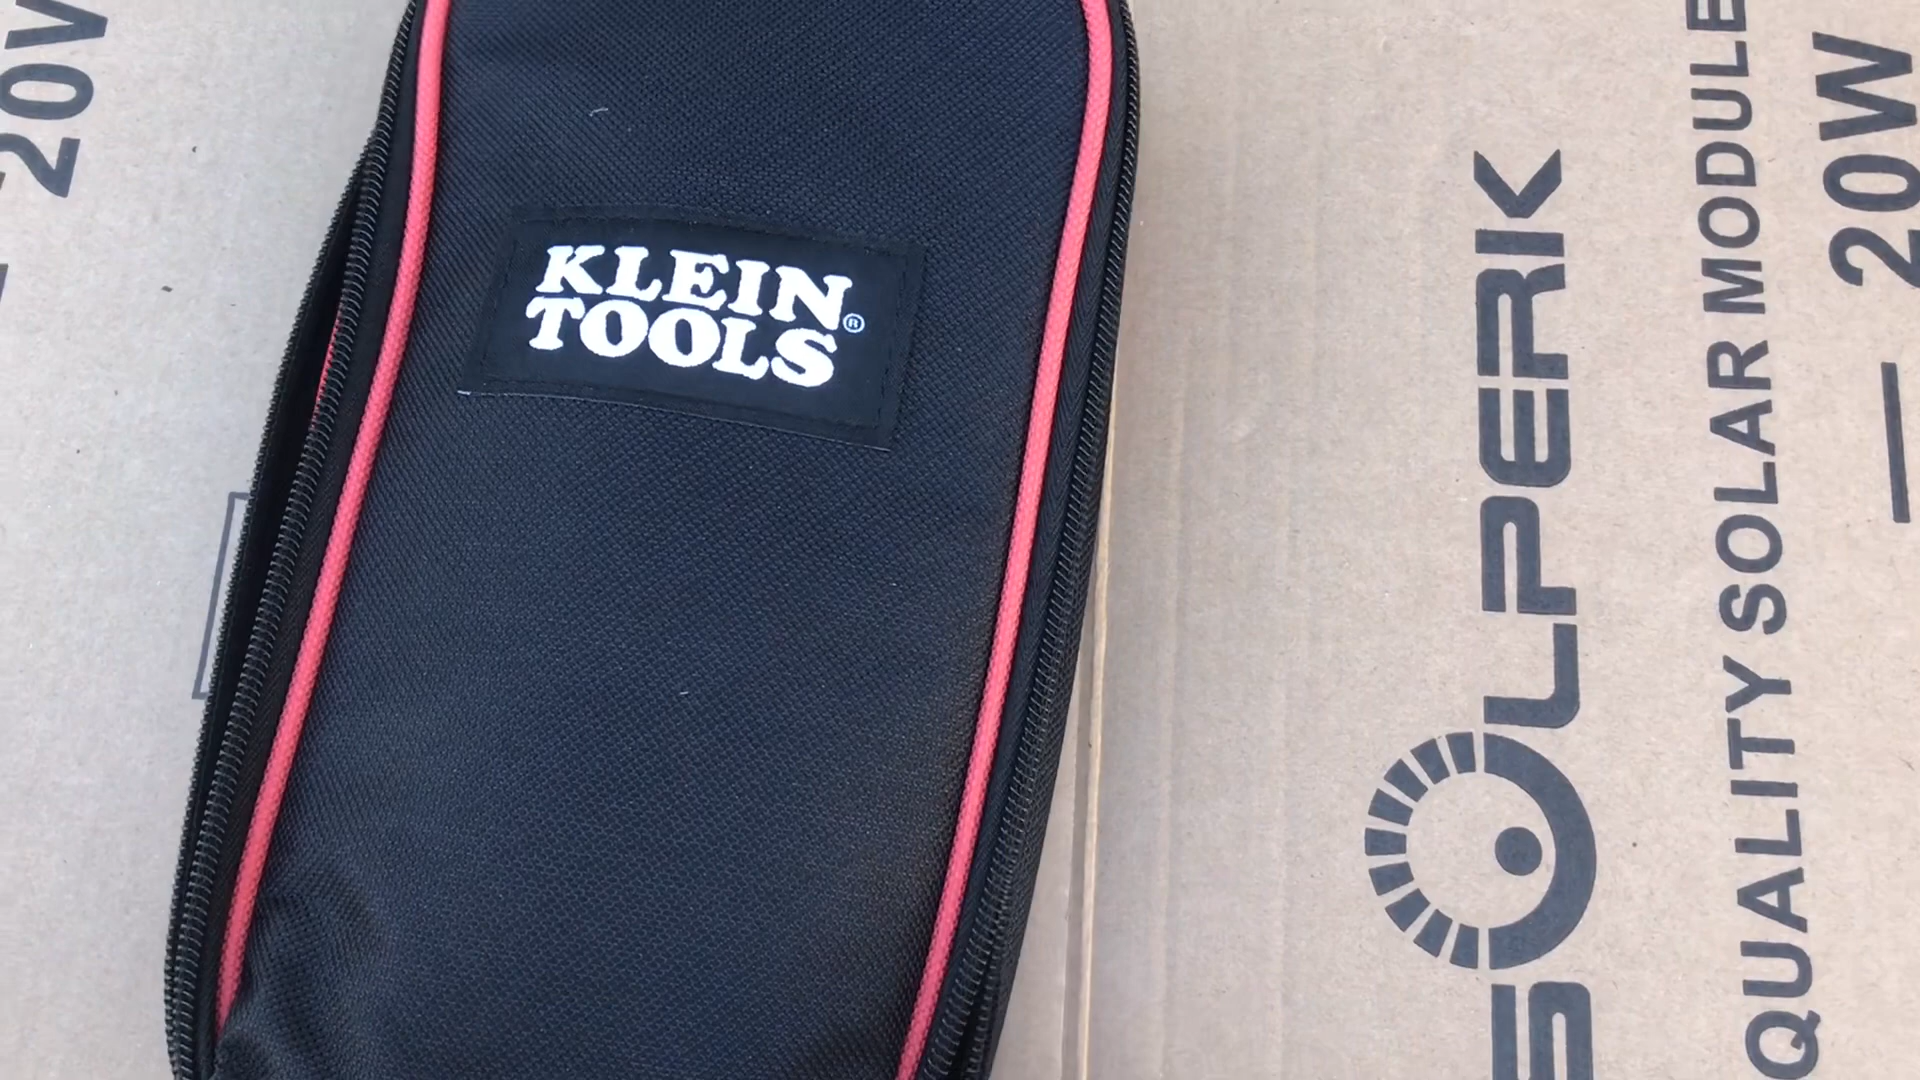 KLEIN
TOOLS®
SOLPERK
QUALITY SOLAR MODULE
— 20W
20W